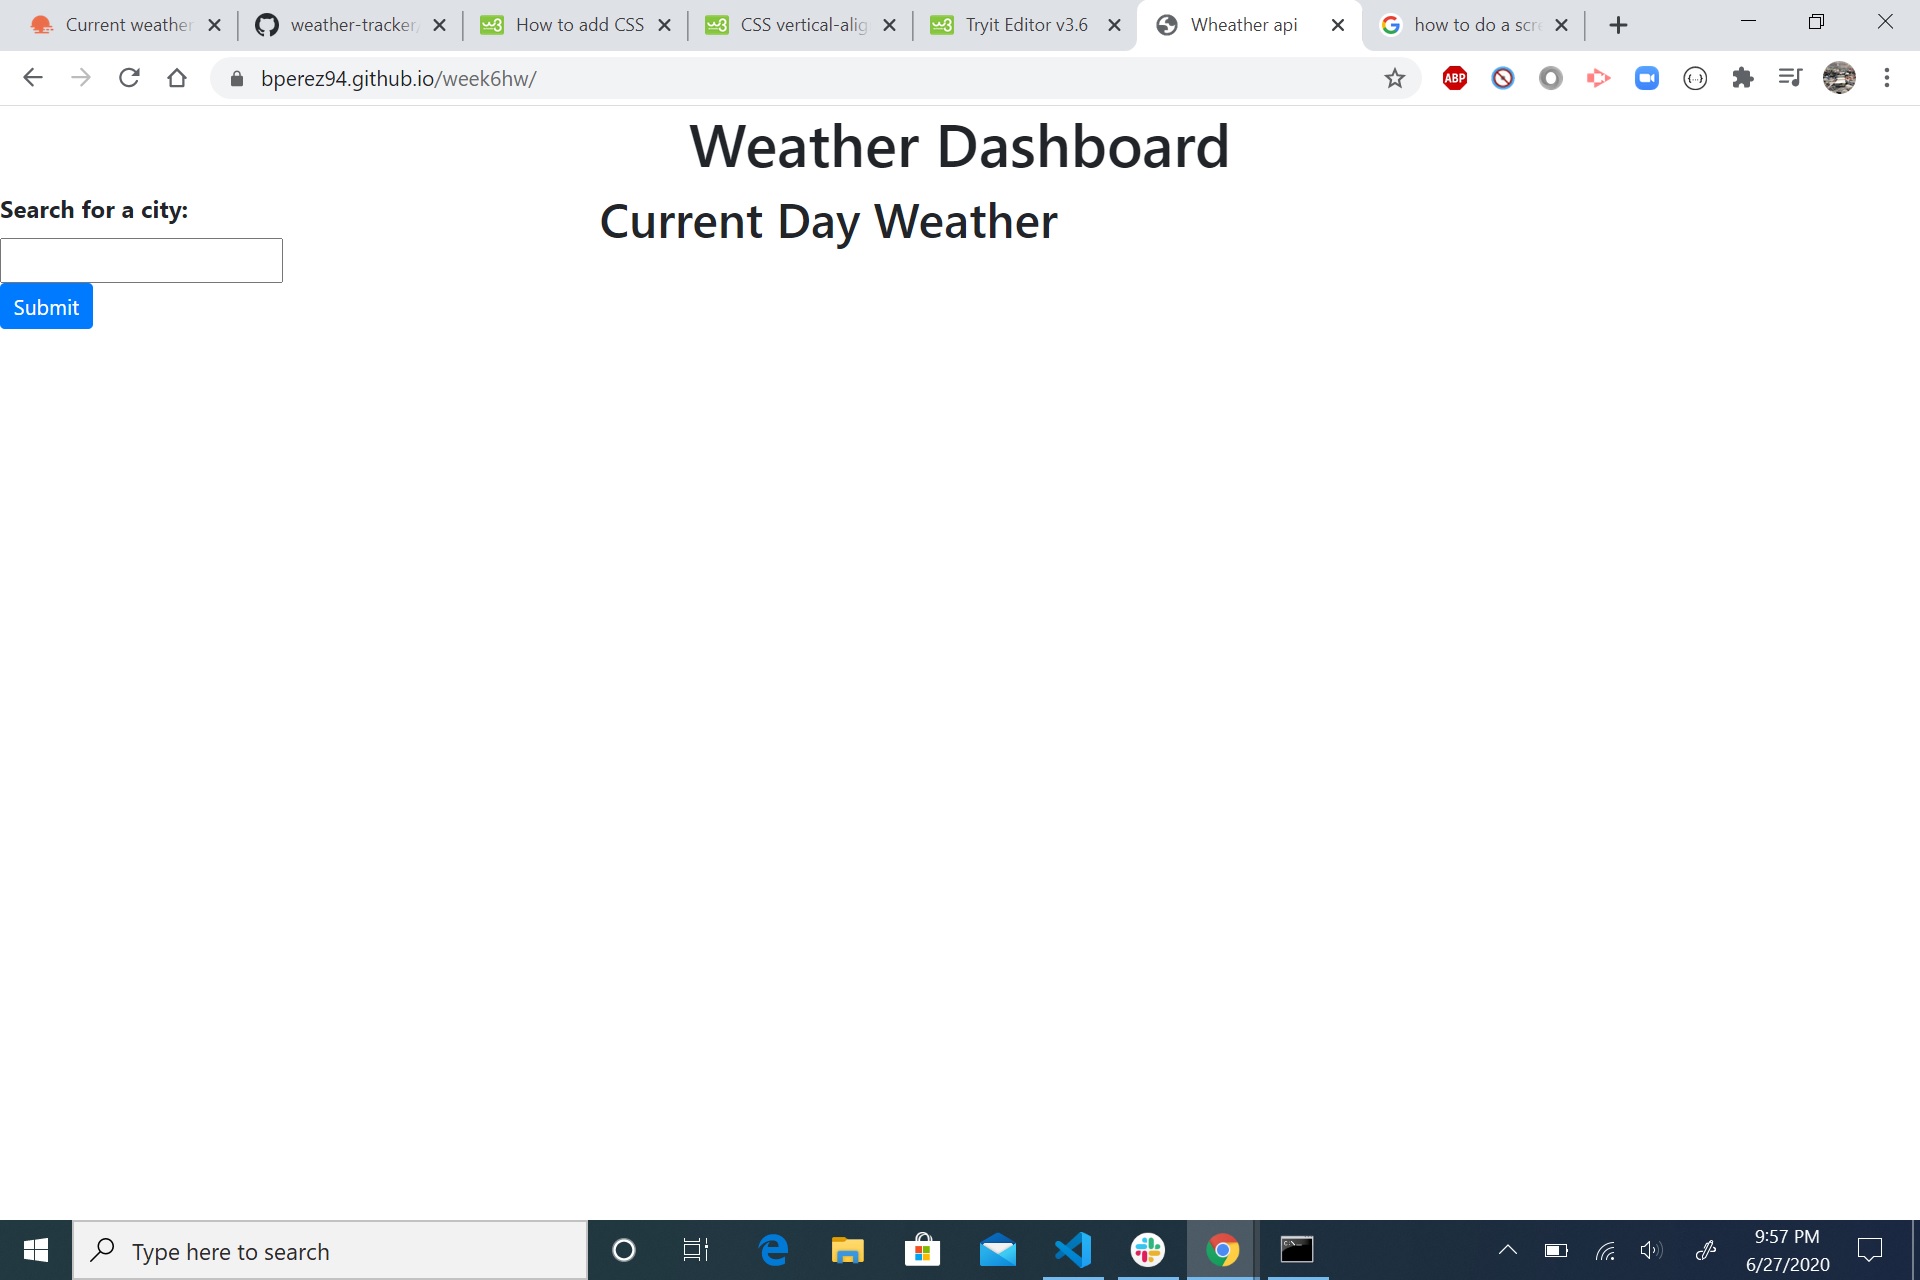 Current weather
weather-tracker/
How to add CSS
CSS vertical-alig
Tryit Editor v3.6
Wheather api
how to do a scre
bperez94.github.io/week6hw/
ABP
Weather Dashboard
Search for a city:
Current Day Weather
Submit
Type here to search
9:57 PM
6/27/2020